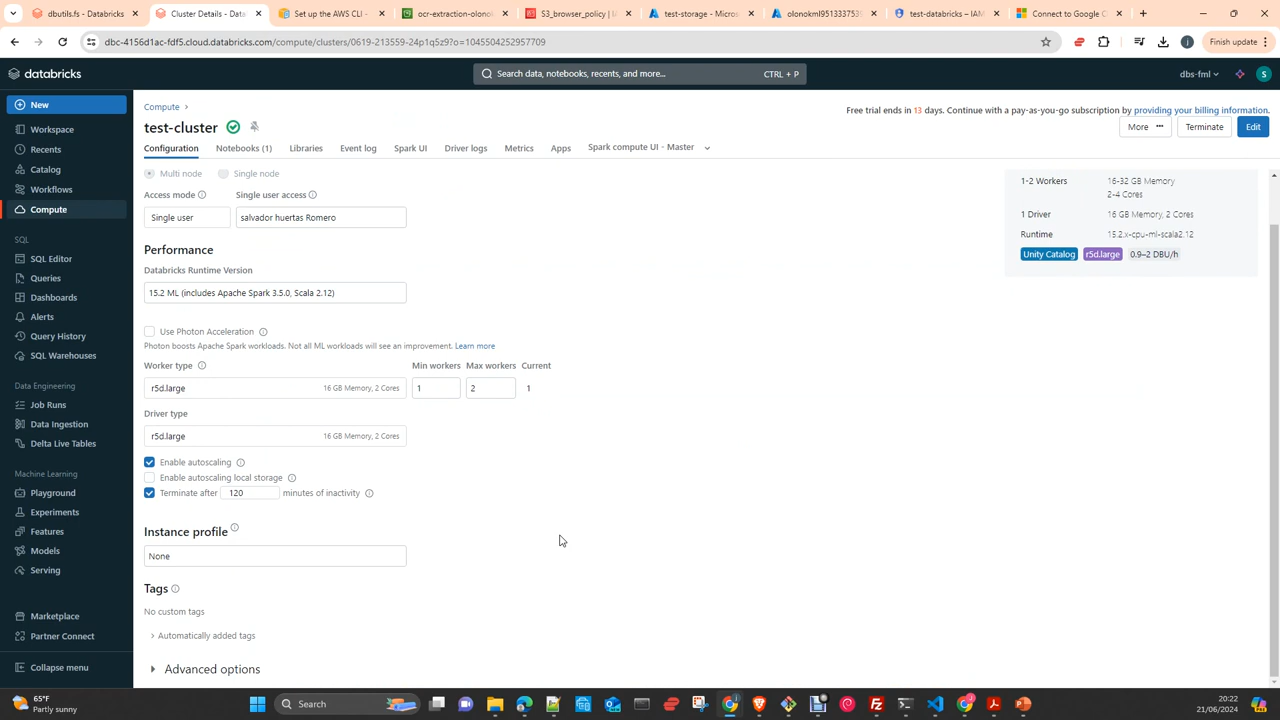 dbutils.fs - Databricks
Cluster Details - Data
Set up the AWS CLI -
ocr-extraction-olonok
S3_browser_policy | I
test-storage - Micros
olonokml9513337535
test-databricks – IAM
Connect to Google C
dbc-4156d1ac-fdf5.cloud.databricks.com/compute/clusters/0619-213559-24p1q5z9?o=1045504252957709
j
Finish update
databricks
Search data, notebooks, recents, and more...
CTRL + P
dbs-fml
S
New
Workspace
Recents
Catalog
Workflows
Compute
SQL
SQL Editor
Queries
Dashboards
Alerts
Query History
SQL Warehouses
Data Engineering
Job Runs
Data Ingestion
Delta Live Tables
Machine Learning
Playground
Experiments
Features
Models
Serving
Marketplace
Partner Connect
Collapse menu
Compute
Free trial ends in 13 days. Continue with a pay-as-you-go subscription by providing your billing information.
test-cluster
More
Terminate
Edit
Configuration
Notebooks (1)
Libraries
Event log
Spark UI
Driver logs
Metrics
Apps
Spark compute UI - Master
Multi node
Single node
Access mode
Single user access
Single user
salvador huertas Romero
Performance
Databricks Runtime Version
15.2 ML (includes Apache Spark 3.5.0, Scala 2.12)
Use Photon Acceleration
Photon boosts Apache Spark workloads. Not all ML workloads will see an improvement. Learn more
Worker type
Min workers
Max workers
Current
r5d.large
16 GB Memory, 2 Cores
1
2
1
Driver type
r5d.large
16 GB Memory, 2 Cores
Enable autoscaling
Enable autoscaling local storage
Terminate after 120 minutes of inactivity
Instance profile
None
Tags
No custom tags
Automatically added tags
Advanced options
1-2 Workers
16-32 GB Memory
2-4 Cores
1 Driver
16 GB Memory, 2 Cores
Runtime
15.2.x-cpu-ml-scala2.12
Unity Catalog
r5d.large
0.9–2 DBU/h
65°F
Partly sunny
Search
20:22
21/06/2024